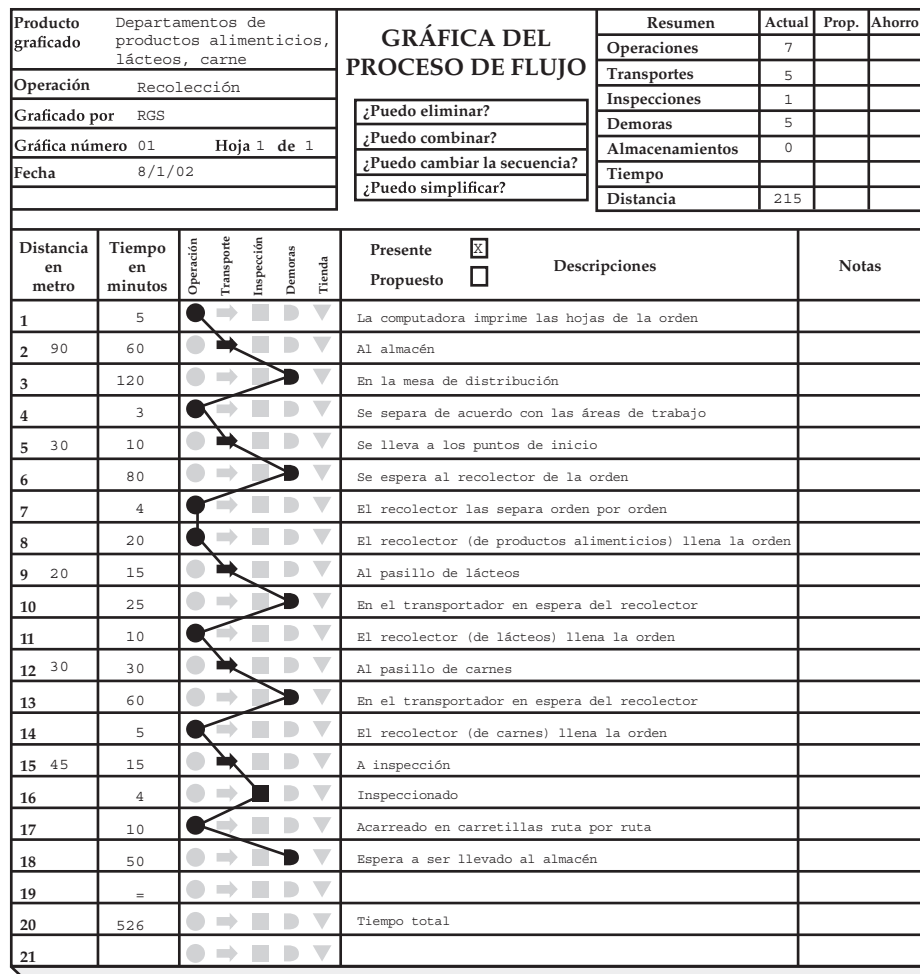 Producto graficado Departamentos de productos alimenticios, lácteos, carne
Operación Recolección
Graficado por RGS
Gráfica número 01 Hoja 1 de 1
Fecha 8/1/02
GRÁFICA DEL
PROCESO DE FLUJO
¿Puedo eliminar?
¿Puedo combinar?
¿Puedo cambiar la secuencia?
¿Puedo simplificar?
Resumen Actual Prop. Ahorro
Operaciones 7
Transportes 5
Inspecciones 1
Demoras 5
Almacenamientos 0
Tiempo
Distancia 215
Distancia en metro Tiempo en minutos Operación Transporte Inspección Demoras Tienda
Presente X
Propuesto
Descripciones
Notas
1 5 La computadora imprime las hojas de la orden
2 90 60 Al almacén
3 120 En la mesa de distribución
4 3 Se separa de acuerdo con las áreas de trabajo
5 30 10 Se lleva a los puntos de inicio
6 80 Se espera al recolector de la orden
7 4 El recolector las separa orden por orden
8 20 El recolector (de productos alimenticios) llena la orden
9 20 15 Al pasillo de lácteos
10 25 En el transportador en espera del recolector
11 10 El recolector (de lácteos) llena la orden
12 30 30 Al pasillo de carnes
13 60 En el transportador en espera del recolector
14 5 El recolector (de carnes) llena la orden
15 45 15 A inspección
16 4 Inspeccionado
17 10 Acarreado en carretillas ruta por ruta
18 50 Espera a ser llevado al almacén
19 =
20 526 Tiempo total
21